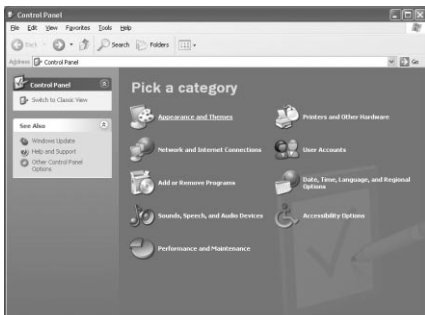 Control Panel
File Edit View Favorites Tools Help
Back Search Folders
Address Control Panel Go
Control Panel
Switch to Classic View
See Also
Windows Update
Help and Support
Other Control Panel
Options
Pick a category
Appearance and Themes
Printers and Other Hardware
Network and Internet Connections
User Accounts
Add or Remove Programs
Date, Time, Language, and Regional
Options
Sounds, Speech, and Audio Devices
Accessibility Options
Performance and Maintenance